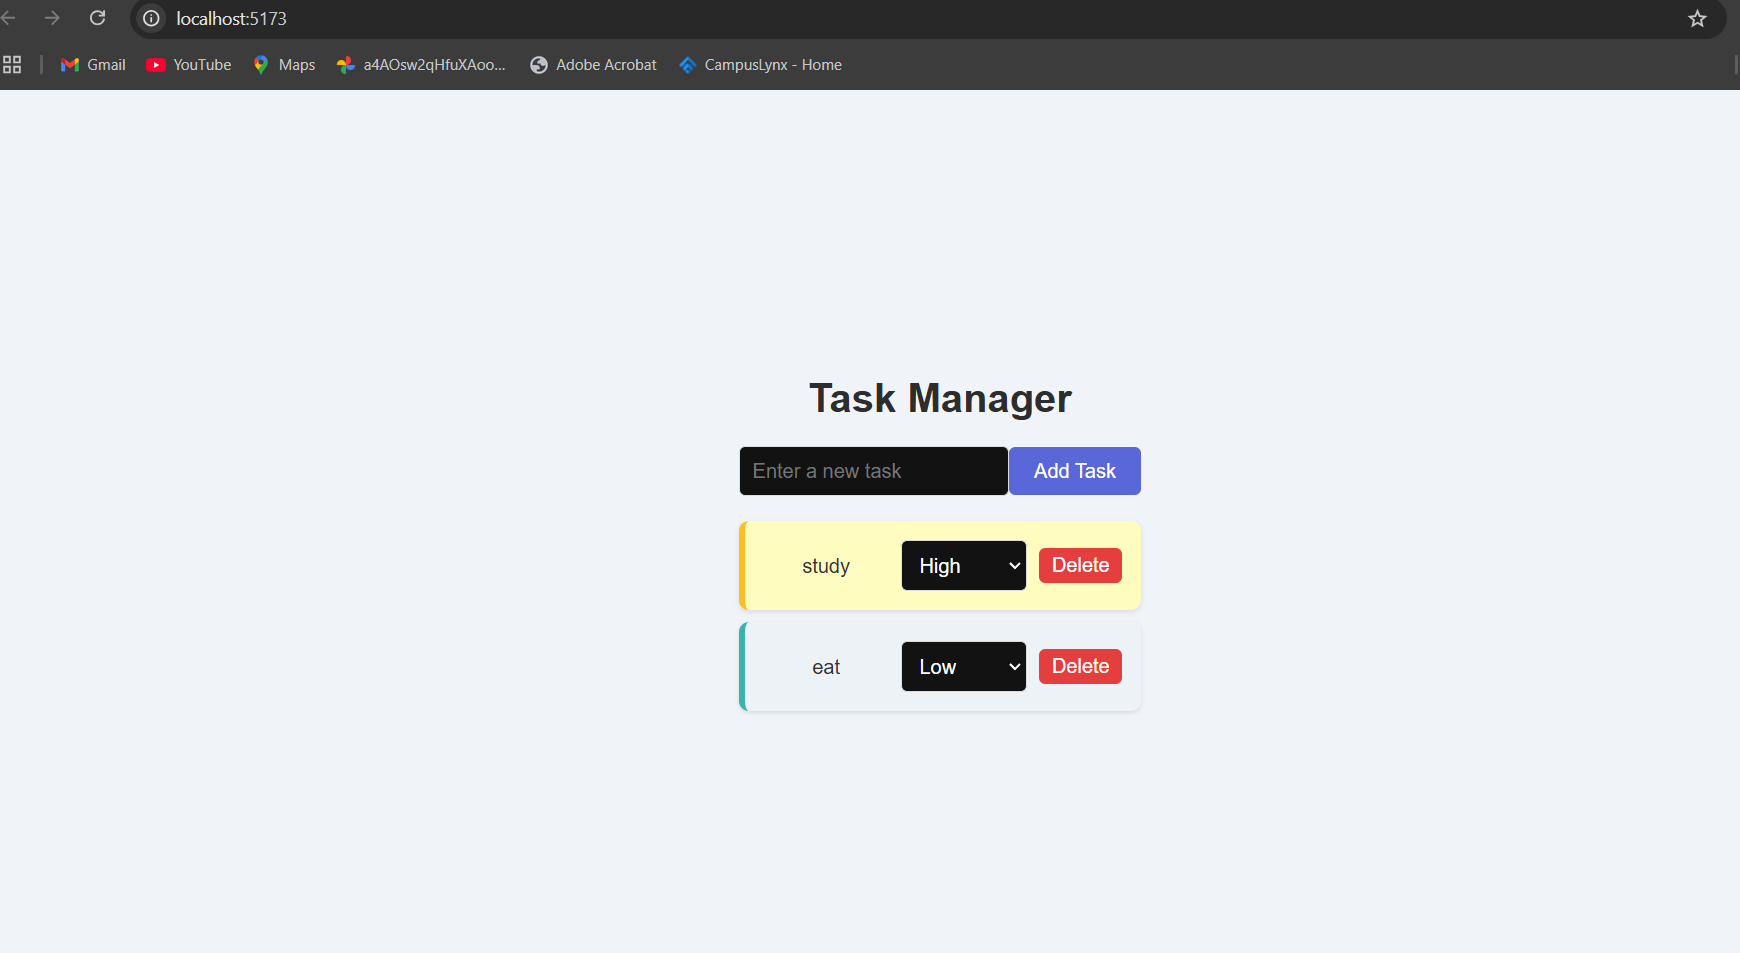 localhost:5173
Gmail YouTube Maps a4AOsw2qHfuXAoo... Adobe Acrobat CampusLynx - Home
Task Manager
Enter a new task Add Task
study High Delete
eat Low Delete